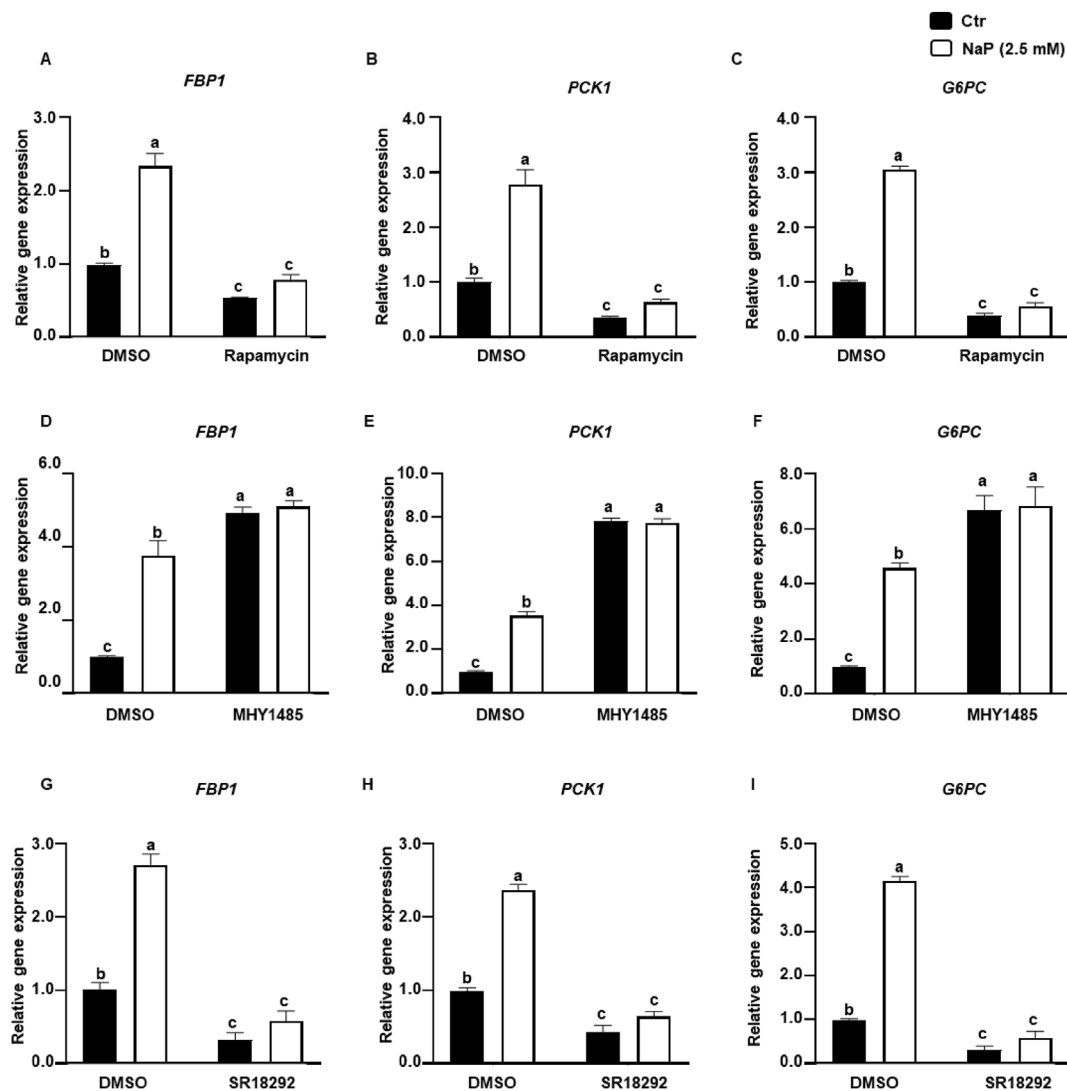 Ctr
NaP (2.5 mM)
A
FBP1
Relative gene expression
3.0
2.0
1.0
0.0
a
b
c
c
DMSO
Rapamycin
B
PCK1
Relative gene expression
4.0
3.0
2.0
1.0
0.0
a
b
c
c
DMSO
Rapamycin
C
G6PC
Relative gene expression
4.0
3.0
2.0
1.0
0.0
a
b
c
c
DMSO
Rapamycin
D
FBP1
Relative gene expression
6.0
4.0
2.0
0.0
c
b
a
a
DMSO
MHY1485
E
PCK1
Relative gene expression
10.0
8.0
6.0
4.0
2.0
0.0
c
b
a
a
DMSO
MHY1485
F
G6PC
Relative gene expression
8.0
6.0
4.0
2.0
0.0
c
b
a
a
DMSO
MHY1485
G
FBP1
Relative gene expression
3.0
2.0
1.0
0.0
a
b
c
c
DMSO
SR18292
H
PCK1
Relative gene expression
3.0
2.0
1.0
0.0
a
b
c
c
DMSO
SR18292
I
G6PC
Relative gene expression
5.0
4.0
3.0
2.0
1.0
0.0
a
b
c
c
DMSO
SR18292